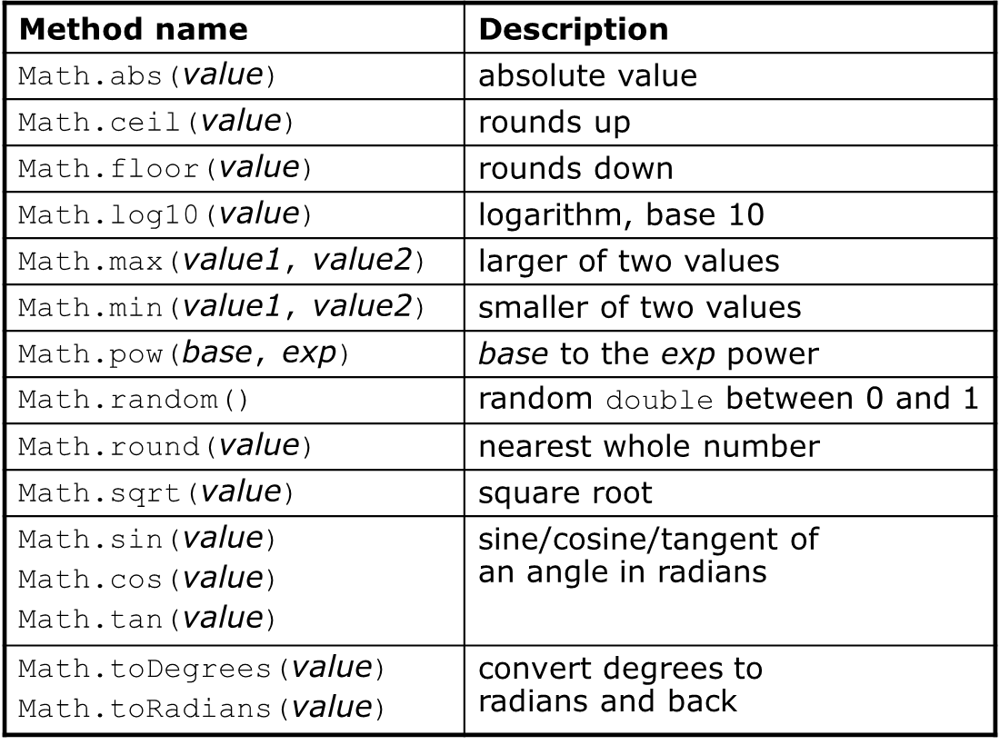 Method name Description
Math.abs(value) absolute value
Math.ceil(value) rounds up
Math.floor(value) rounds down
Math.log10(value) logarithm, base 10
Math.max(value1, value2) larger of two values
Math.min(value1, value2) smaller of two values
Math.pow(base, exp) base to the exp power
Math.random() random double between 0 and 1
Math.round(value) nearest whole number
Math.sqrt(value) square root
Math.sin(value)
Math.cos(value)
Math.tan(value)
sine/cosine/tangent of
an angle in radians
Math.toDegrees(value)
Math.toRadians(value)
convert degrees to
radians and back